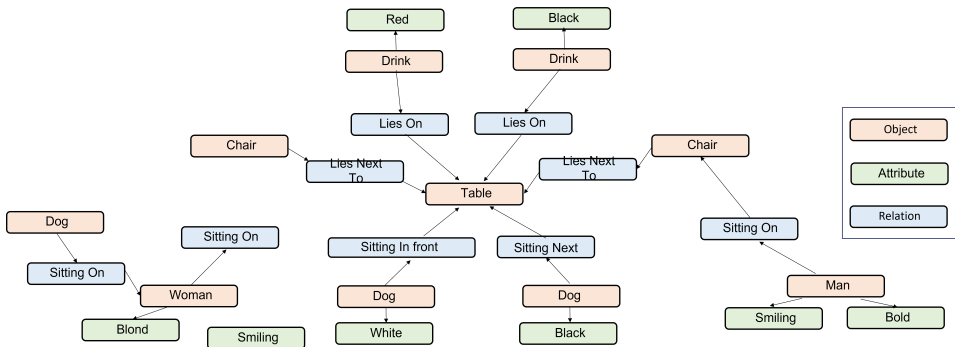 Red
Black
Drink
Drink
Lies On
Lies On
Chair
Chair
Lies Next
To
Lies Next
To
Table
Dog
Sitting On
Sitting On
Sitting In front
Sitting Next
Sitting On
Woman
Dog
Dog
Man
Blond
Smiling
White
Black
Smiling
Bold
Object
Attribute
Relation